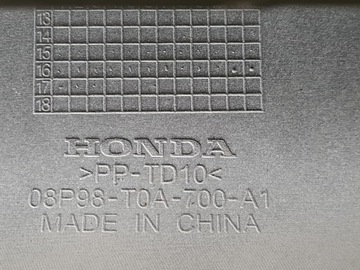 13
14
15
16
17
18
HONDA
>PP-TD10<
08P98-T0A-700-A1
MADE IN CHINA